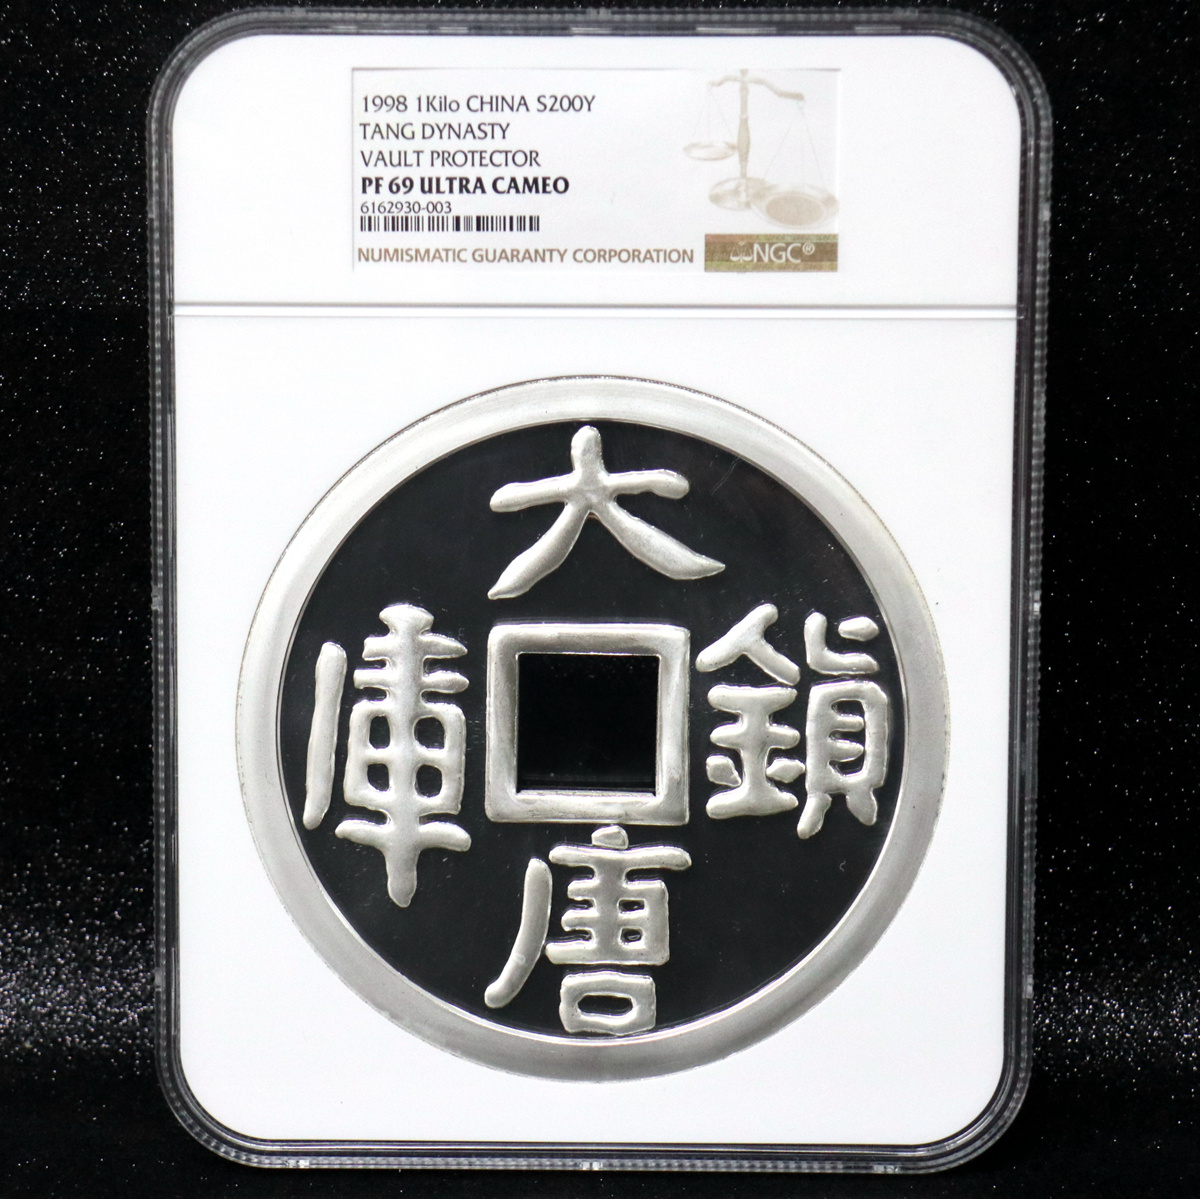 1998 1Kilo CHINA S200Y
TANG DYNASTY
VAULT PROTECTOR
PF 69 ULTRA CAMEO
6162930-003
NUMISMATIC GUARANTY CORPORATION
NGC®
大
唐
鎮
庫